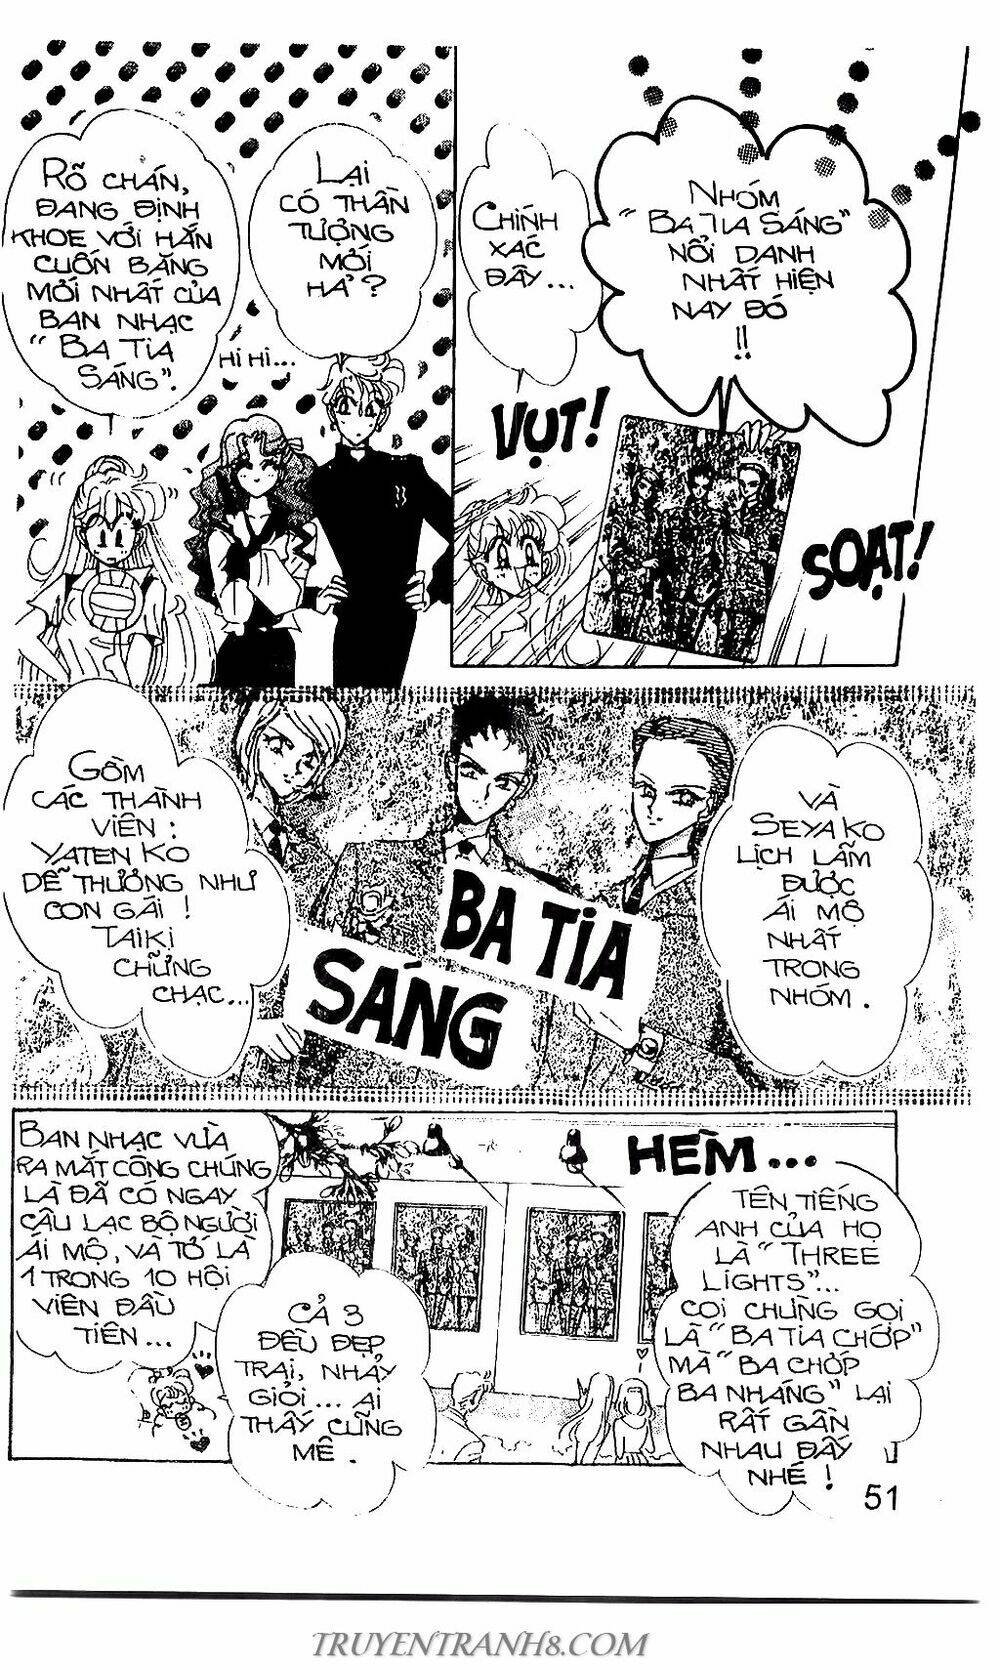 NHÓM
"BA TIA SÁNG"
NỔI DANH
NHẤT HIỆN
NAY ĐÓ
!!
CHÍNH
XÁC
ĐẤY...
VỤT!
SOẠT!
LẠI
CÓ THẦN
TƯỢNG
MỚI
HẢ?
HI HI...
RÕ CHÁN,
ĐANG ĐỊNH
KHOE VỚI HẮN
CUỐN BĂNG
MỚI NHẤT CỦA
BAN NHẠC
"BA TIA
SÁNG".
GỒM
CÁC THÀNH
VIÊN:
YATEN KO
DỄ THƯƠNG NHƯ
CON GÁI!
TAIKI
CHỮNG
CHẠC...
VÀ
SEYA KO
LỊCH LÃM
ĐƯỢC
ÁI MỘ
NHẤT
TRONG
NHÓM.
BA TIA
SÁNG
BAN NHẠC VỪA
RA MẮT CÔNG CHÚNG
LÀ ĐÃ CÓ NGAY
CÂU LẠC BỘ NGƯỜI
ÁI MỘ, VÀ TỚ LÀ
1 TRONG 10 HỘI
VIÊN ĐẦU
TIÊN...
CẢ 3
ĐỀU ĐẸP
TRAI, NHẢY
GIỎI... AI
THẤY CŨNG
MÊ.
HÈM...
TÊN TIẾNG
ANH CỦA HỌ
LÀ "THREE
LIGHTS"...
COI CHỪNG GỌI
LÀ "BA TIA CHỚP"
MÀ "BA CHỚP
BA NHÁNG" LẠI
RẤT GẦN
NHAU ĐẤY
NHÉ!
51
TRUYENTRANH8.COM